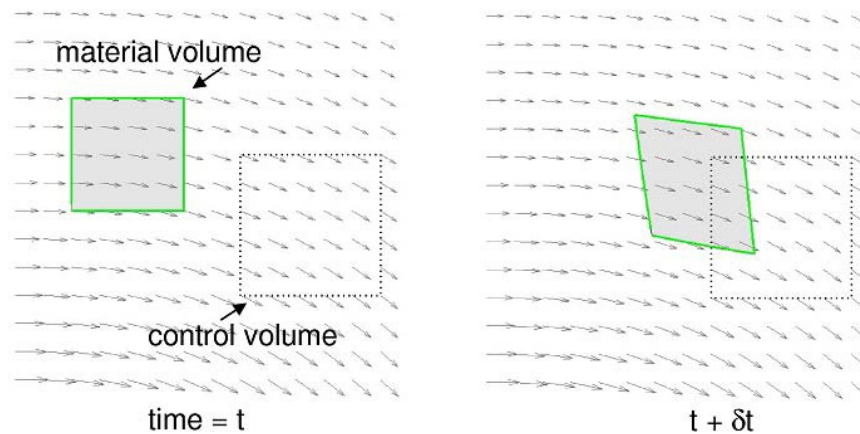 material volume
control volume
time = t
t + δt